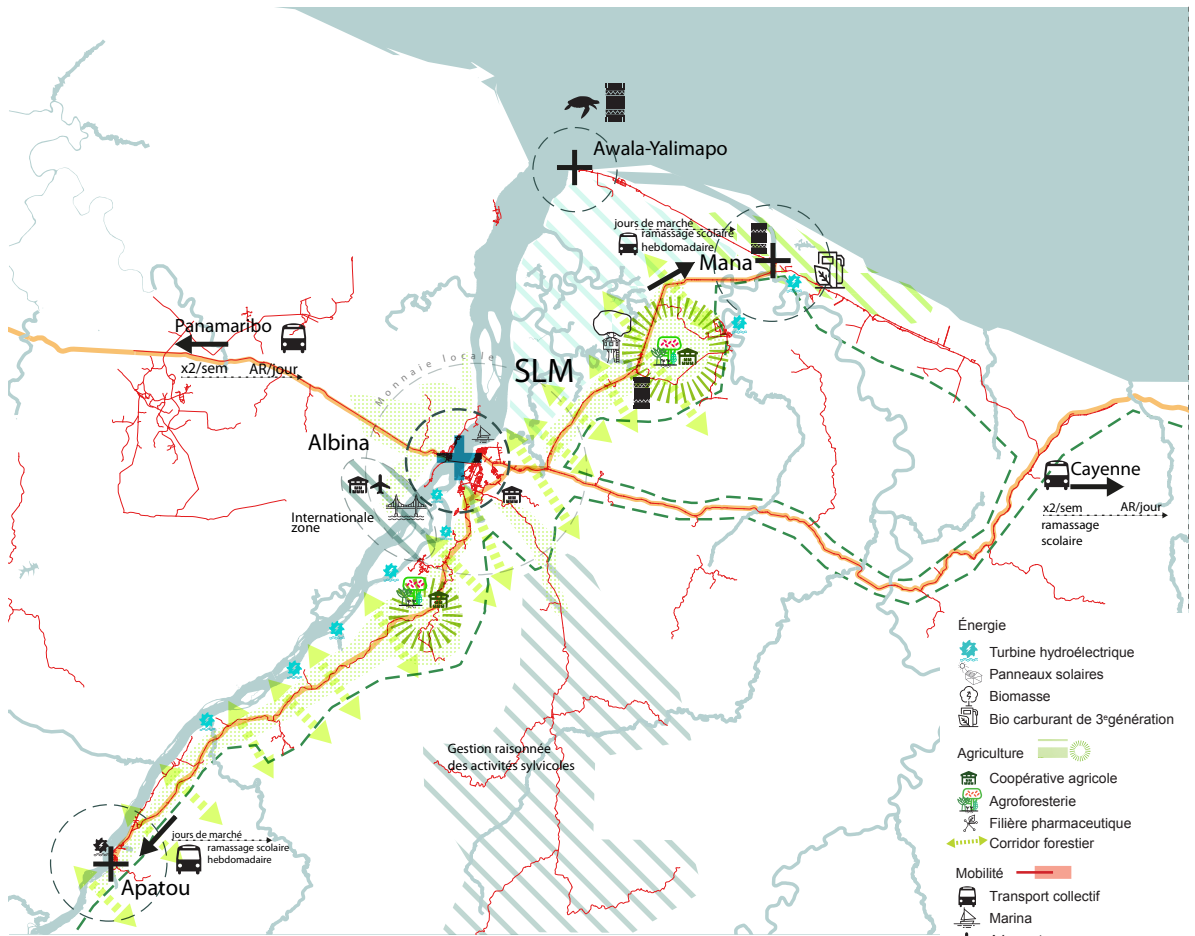 Awala-Yalimapo
jours de marché
ramassage scolaire
hebdomadaire
Mana
Panamaribo
x2/sem
AR/jour
Monnaie locale
SLM
Albina
Internationale
zone
Cayenne
x2/sem
AR/jour
ramassage
scolaire
Gestion raisonnée
des activités sylvicoles
jours de marché
ramassage scolaire
hebdomadaire
Apatou
Énergie
Turbine hydroélectrique
Panneaux solaires
Biomasse
Bio carburant de 3egénération
Agriculture
Coopérative agricole
Agroforesterie
Filière pharmaceutique
Corridor forestier
Mobilité
Transport collectif
Marina